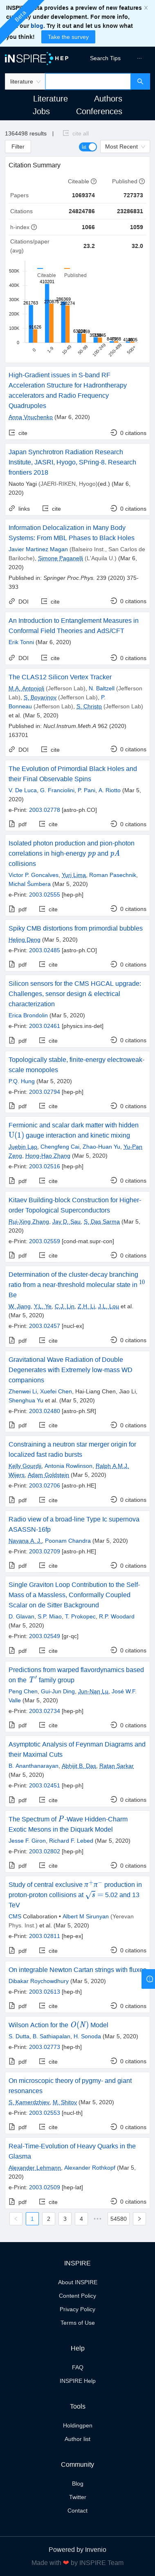 Beta
INSPIRE beta provides a preview of new features ×
currently under development. For more info, see
our blog. Try it out and let us know what you
think! Take the survey
iNSPIRE HEP Search Tips ...
literature
Literature Authors
Jobs Conferences
1364498 results | cite all
Filter Most Recent
Citation Summary
Citeable Published
Papers 1069374 727373
Citations 24824786 23286831
h-index 1066 1059
Citations/paper
(avg) 23.2 32.0
Citeable Published
500K
400K
300K
200K
100K
0
High-Gradient issues in S-band RF
Acceleration Structure for Hadrontherapy
accelerators and Radio Frequency
Quadrupoles
Anna Vnuchenko (Mar 6, 2020)
cite 0 citations
Japan Synchrotron Radiation Research
Institute, JASRI, Hyogo, SPring-8. Research
frontiers 2018
Naoto Yagi (JAERI-RIKEN, Hyogo)(ed.) (Mar 6,
2020)
links cite 0 citations
Information Delocalization in Many Body
Systems: From MBL Phases to Black Holes
Javier Martinez Magan (Balseiro Inst., San Carlos de
Bariloche), Simone Paganelli (L'Aquila U.) (Mar 6,
2020)
Published in: Springer Proc.Phys. 239 (2020) 375-
393
DOI cite 0 citations
An Introduction to Entanglement Measures in
Conformal Field Theories and AdS/CFT
Erik Tonni (Mar 6, 2020)
DOI cite 0 citations
The CLAS12 Silicon Vertex Tracker
M.A. Antonioli (Jefferson Lab), N. Baltzell (Jefferson
Lab), S. Boyarinov (Jefferson Lab), P.
Bonneau (Jefferson Lab), S. Christo (Jefferson Lab)
et al. (Mar 5, 2020)
Published in: Nucl.Instrum.Meth.A 962 (2020)
163701
DOI cite 0 citations
The Evolution of Primordial Black Holes and
their Final Observable Spins
V. De Luca, G. Franciolini, P. Pani, A. Riotto (Mar 5,
2020)
e-Print: 2003.02778 [astro-ph.CO]
pdf cite 0 citations
Isolated photon production and pion-photon
correlations in high-energy pp and pA
collisions
Victor P. Goncalves, Yuri Lima, Roman Pasechnik,
Michal Šumbera (Mar 5, 2020)
e-Print: 2003.02555 [hep-ph]
pdf cite 0 citations
Spiky CMB distortions from primordial bubbles
Heling Deng (Mar 5, 2020)
e-Print: 2003.02485 [astro-ph.CO]
pdf cite 0 citations
Silicon sensors for the CMS HGCAL upgrade:
Challenges, sensor design & electrical
characterization
Erica Brondolin (Mar 5, 2020)
e-Print: 2003.02461 [physics.ins-det]
pdf cite 0 citations
Topologically stable, finite-energy electroweak-
scale monopoles
P.Q. Hung (Mar 5, 2020)
e-Print: 2003.02794 [hep-ph]
pdf cite 0 citations
Fermionic and scalar dark matter with hidden
U(1) gauge interaction and kinetic mixing
Juebin Lao, Chengfeng Cai, Zhao-Huan Yu, Yu-Pan
Zeng, Hong-Hao Zhang (Mar 5, 2020)
e-Print: 2003.02516 [hep-ph]
pdf cite 0 citations
Kitaev Building-block Construction for Higher-
order Topological Superconductors
Rui-Xing Zhang, Jay D. Sau, S. Das Sarma (Mar 5,
2020)
e-Print: 2003.02559 [cond-mat supr-con]
pdf cite 0 citations
Determination of the cluster-decay branching
ratio from a near-threshold molecular state in 10
Be
W. Jiang, Y.L. Ye, C.J. Lin, Z.H. Li, J.L. Lou et al.
(Mar 5, 2020)
e-Print: 2003.02457 [nucl-ex]
pdf cite 0 citations
Gravitational Wave Radiation of Double
Degenerates with Extremely low-mass WD
companions
Zhenwei Li, Xuefei Chen, Hai-Liang Chen, Jiao Li,
Shenghua Yu et al. (Mar 5, 2020)
e-Print: 2003.02480 [astro-ph.SR]
pdf cite 0 citations
Constraining a neutron star merger origin for
localized fast radio bursts
Kelly Gourdji, Antonia Rowlinson, Ralph A.M.J.
Wijers, Adam Goldstein (Mar 5, 2020)
e-Print: 2003.02706 [astro-ph.HE]
pdf cite 0 citations
Radio view of a broad-line Type Ic supernova
ASASSN-16fp
Nayana A. J., Poonam Chandra (Mar 5, 2020)
e-Print: 2003.02709 [astro-ph.HE]
pdf cite 0 citations
Single Graviton Loop Contribution to the Self-
Mass of a Massless, Conformally Coupled
Scalar on de Sitter Background
D. Glavan, S.P. Miao, T. Prokopec, R.P. Woodard
(Mar 5, 2020)
e-Print: 2003.02549 [gr-qc]
pdf cite 0 citations
Predictions from warped flavordynamics based
on the T′ family group
Peng Chen, Gui-Jun Ding, Jun-Nan Lu, José W.F.
Valle (Mar 5, 2020)
e-Print: 2003.02734 [hep-ph]
pdf cite 0 citations
Asymptotic Analysis of Feynman Diagrams and
their Maximal Cuts
B. Ananthanarayan, Abhijit B. Das, Ratan Sarkar
(Mar 5, 2020)
e-Print: 2003.02451 [hep-ph]
pdf cite 0 citations
The Spectrum of P-Wave Hidden-Charm
Exotic Mesons in the Diquark Model
Jesse F. Giron, Richard F. Lebed (Mar 5, 2020)
e-Print: 2003.02802 [hep-ph]
pdf cite 0 citations
Study of central exclusive π⁺π⁻ production in
proton-proton collisions at √s = 5.02 and 13
TeV
CMS Collaboration • Albert M Sirunyan (Yerevan
Phys. Inst.) et al. (Mar 5, 2020)
e-Print: 2003.02811 [hep-ex]
pdf cite 0 citations
On integrable Newton Cartan strings with fluxes
Dibakar Roychowdhury (Mar 5, 2020)
e-Print: 2003.02613 [hep-th]
pdf cite 0 citations
Wilson Action for the O(N) Model
S. Dutta, B. Sathiapalan, H. Sonoda (Mar 5, 2020)
e-Print: 2003.02773 [hep-th]
pdf cite 0 citations
On microscopic theory of pygmy- and giant
resonances
S. Kamerdzhiev, M. Shitov (Mar 5, 2020)
e-Print: 2003.02553 [nucl-th]
pdf cite 0 citations
Real-Time-Evolution of Heavy Quarks in the
Glasma
Alexander Lehmann, Alexander Rothkopf (Mar 5,
2020)
e-Print: 2003.02509 [hep-lat]
pdf cite 0 citations
< 1 2 3 4 ... 54580 >
INSPIRE
About INSPIRE
Content Policy
Privacy Policy
Terms of Use
Help
FAQ
INSPIRE Help
Tools
Holdingpen
Author list
Community
Blog
Twitter
Contact
Powered by Invenio
Made with ❤ by INSPIRE Team